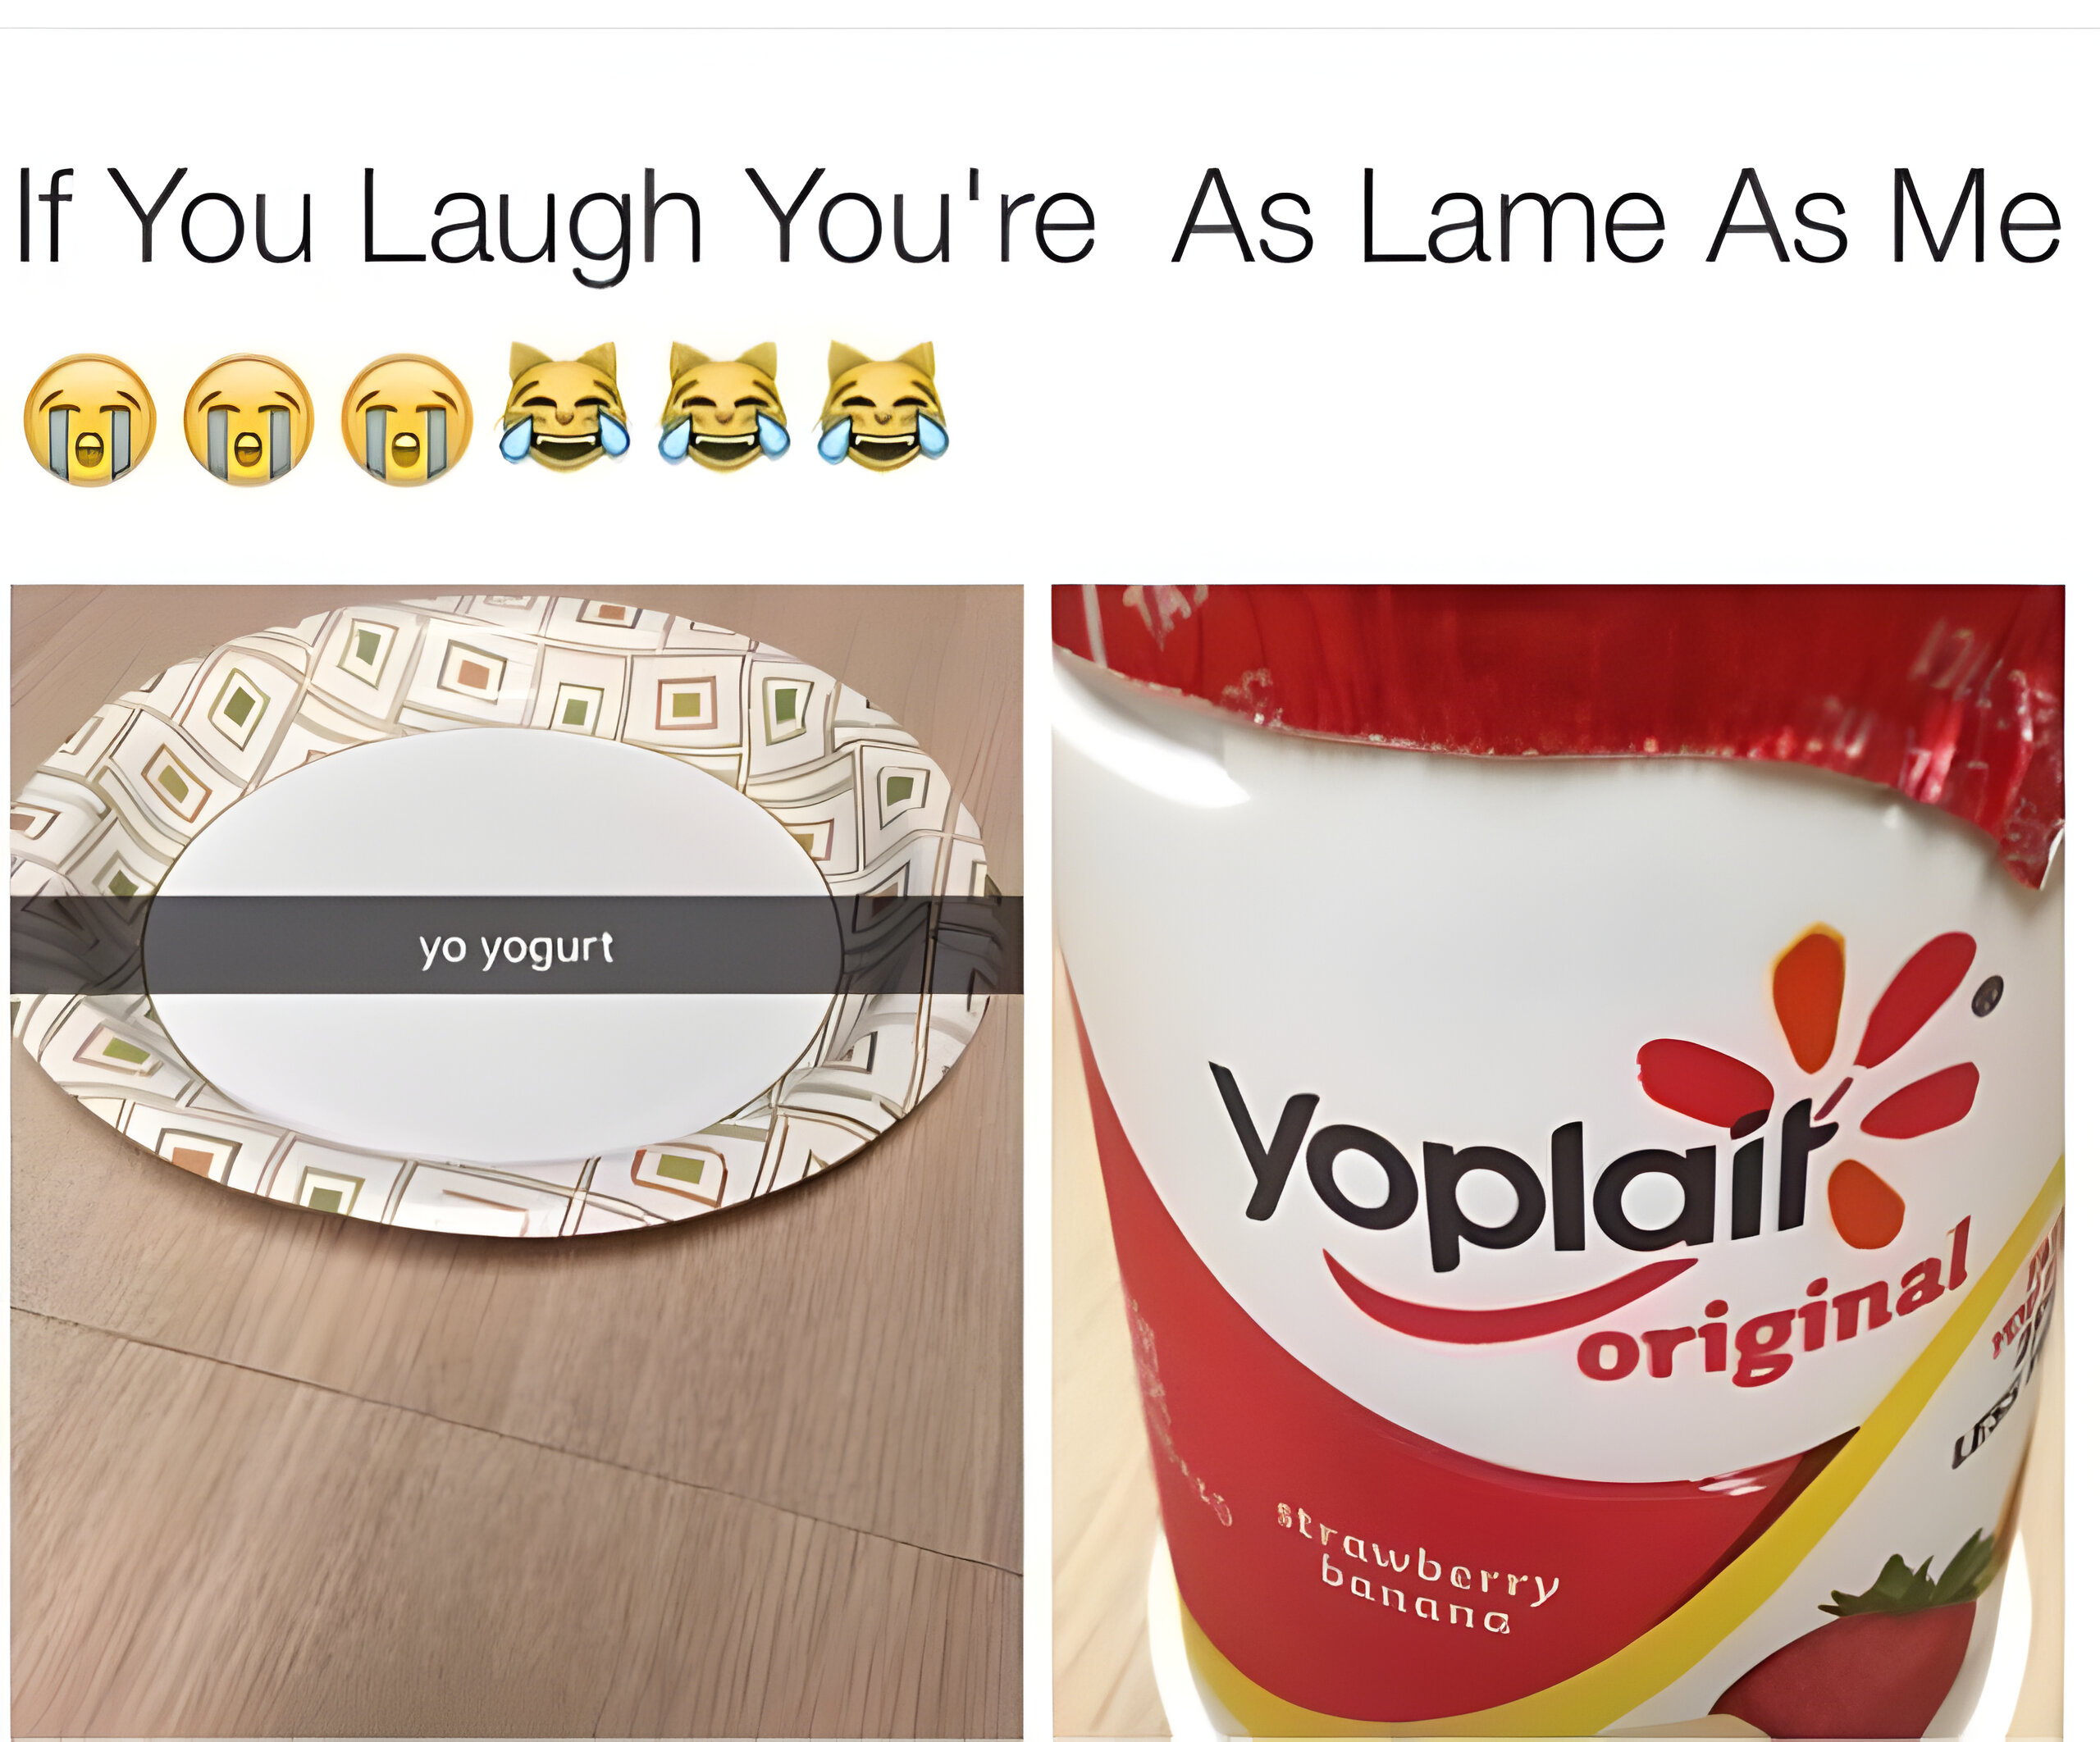 If You Laugh You're  As Lame As Me
😭😭😭😹😹😹
yo yogurt
yoplait
original
strawberry
banana